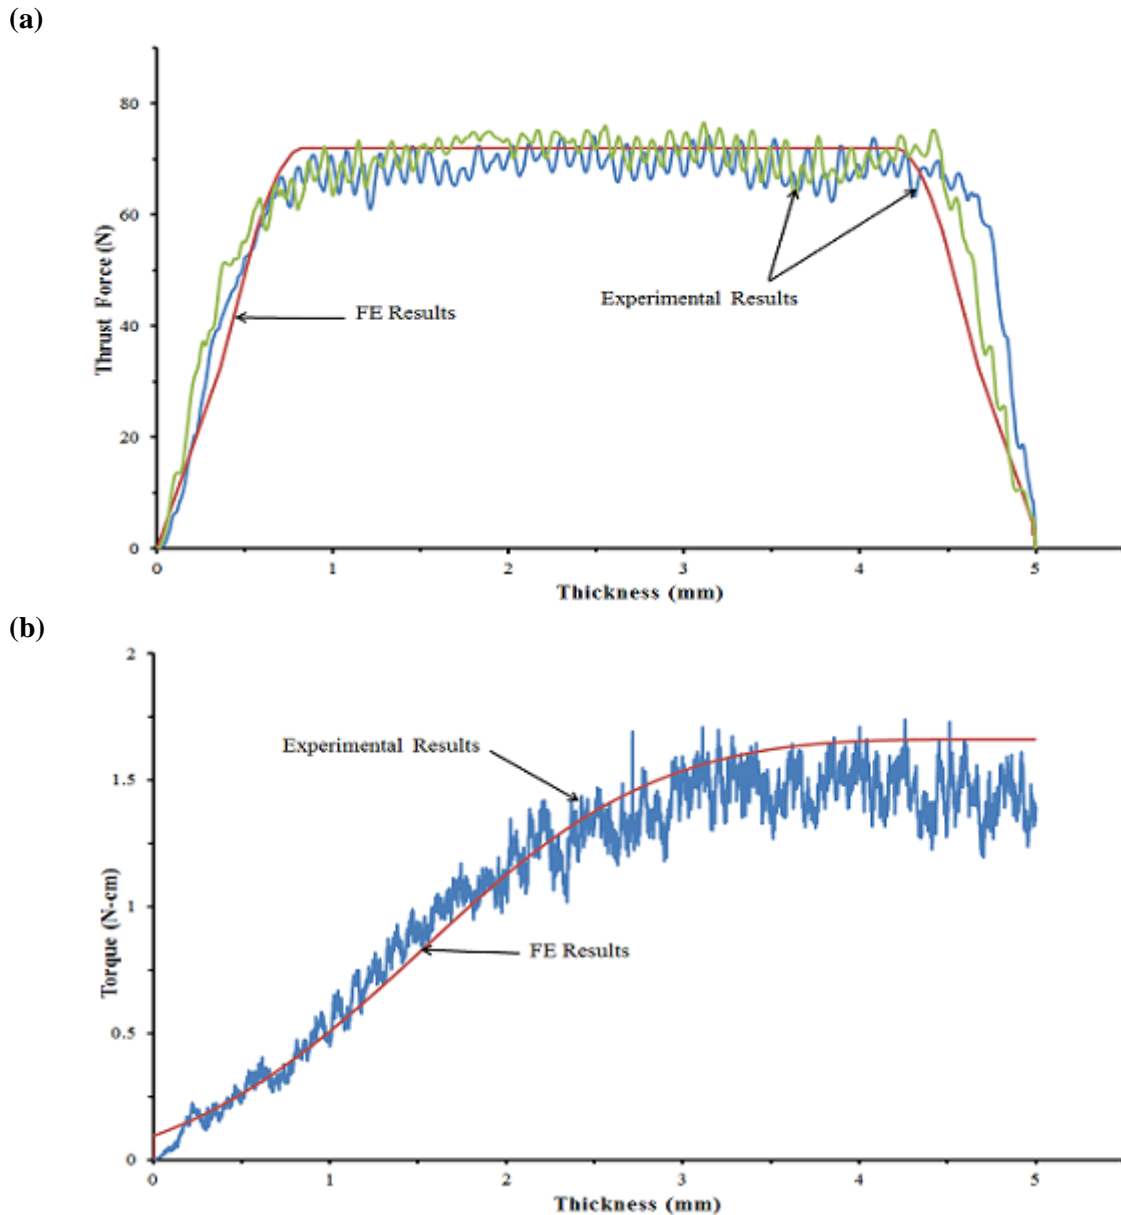 (a)
80
60
40
20
0
Thrust Force (N)
FE Results
Experimental Results
0 1 2 3 4 5
Thickness (mm)
(b)
2
1.5
1
0.5
0
Torque (N-cm)
Experimental Results
FE Results
0 1 2 3 4 5
Thickness (mm)